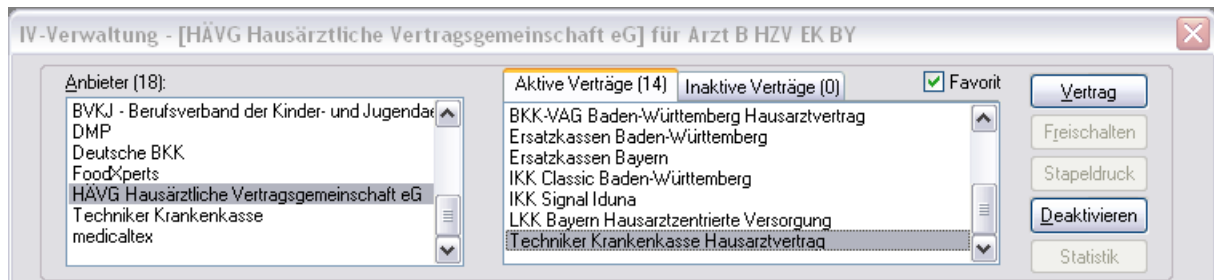 IV-Verwaltung - [HÄVG Hausärztliche Vertragsgemeinschaft eG] für Arzt B HZV EK BY
Anbieter (18):
BVKJ - Berufsverband der Kinder- und Jugendae
DMP
Deutsche BKK
FoodXperts
HÄVG Hausärztliche Vertragsgemeinschaft eG
Techniker Krankenkasse
medicaltex
Aktive Verträge (14)
Inaktive Verträge (0)
Favorit
BKK-VAG Baden-Württemberg Hausarztvertrag
Ersatzkassen Baden-Württemberg
Ersatzkassen Bayern
IKK Classic Baden-Württemberg
IKK Signal Iduna
LKK Bayern Hausarztzentrierte Versorgung
Techniker Krankenkasse Hausarztvertrag
Vertrag
Freischalten
Stapeldruck
Deaktivieren
Statistik